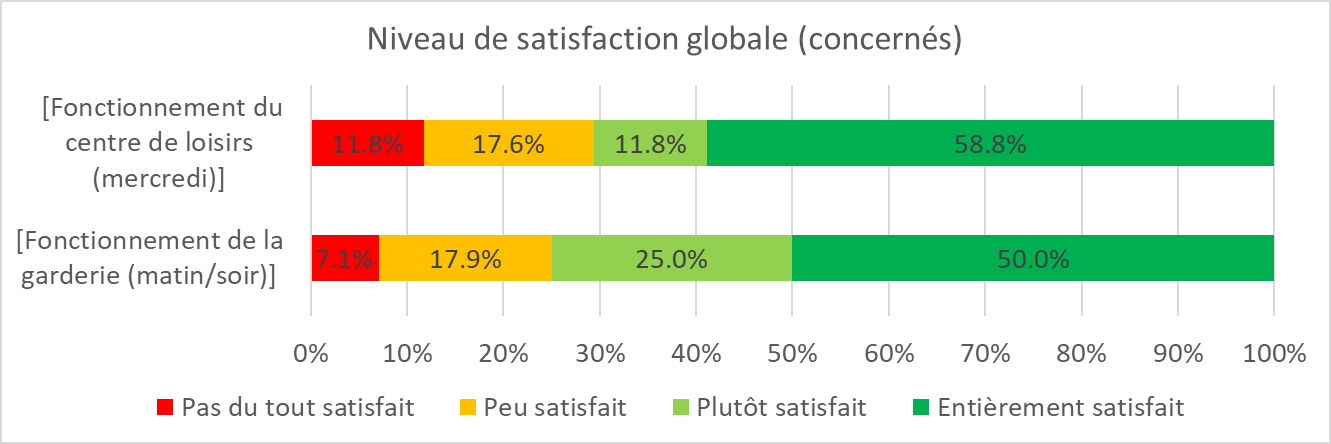 Niveau de satisfaction globale (concernés)
[Fonctionnement du
centre de loisirs
(mercredi)]
11.8% 17.6% 11.8% 58.8%
[Fonctionnement de la
garderie (matin/soir)]
7.1% 17.9% 25.0% 50.0%
0% 10% 20% 30% 40% 50% 60% 70% 80% 90% 100%
Pas du tout satisfait Peu satisfait Plutôt satisfait Entièrement satisfait